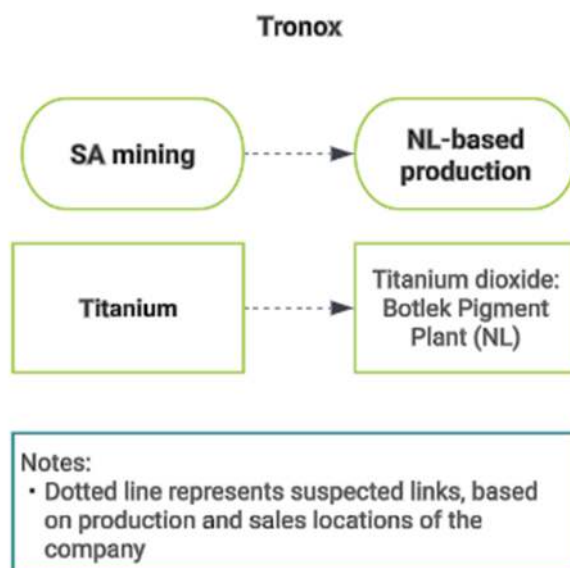 Tronox
SA mining
NL-based
production
Titanium
Titanium dioxide:
Botlek Pigment
Plant (NL)
Notes:
• Dotted line represents suspected links, based
on production and sales locations of the
company